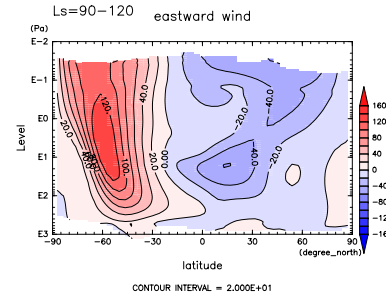 Ls=90-120
eastward wind
(Pa)
E-2
E-1
E0
E1
E2
E3
Level
-90 -60 -30 0 30 60 90
(degree_north)
latitude
20.0 120. 100. 40.0 20.0 0.00 -20.0 -40.0 -40.0 -20.0
160
120
80
40
0
-40
-80
-12
-16
CONTOUR INTERVAL = 2.000E+01